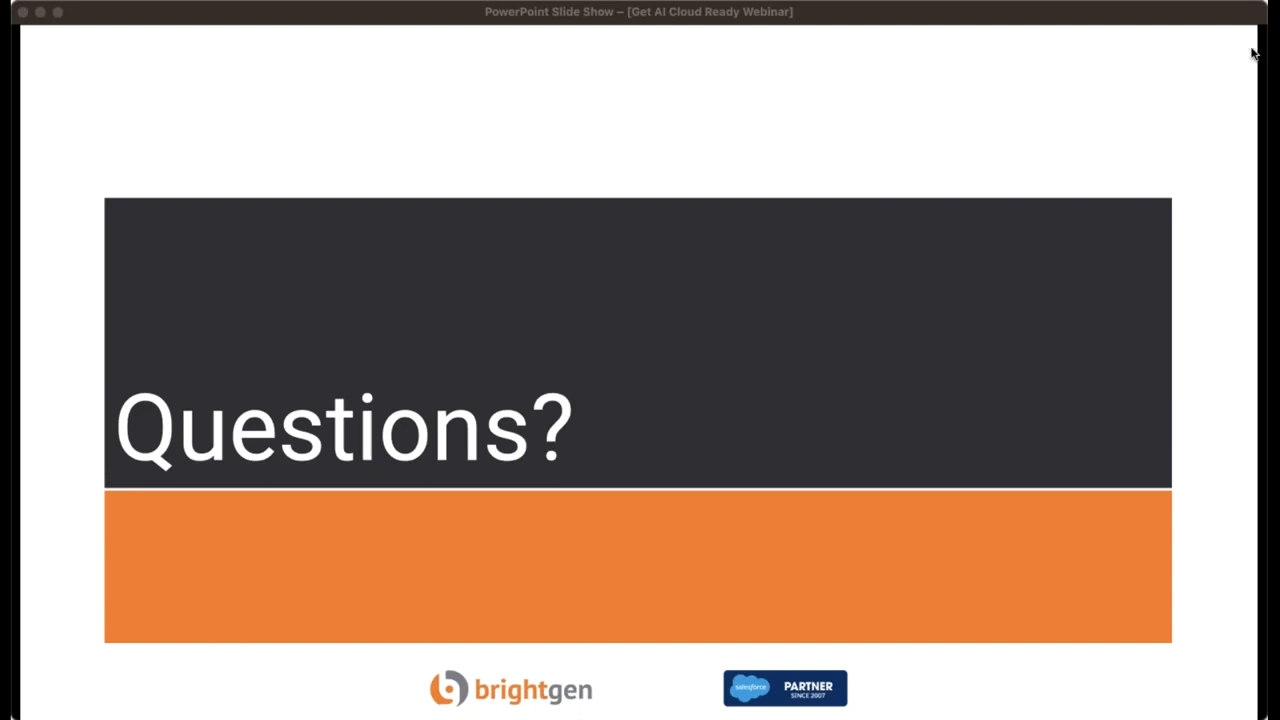 PowerPoint Slide Show – [Get AI Cloud Ready Webinar]
Questions?
brightgen
salesforce
PARTNER
SINCE 2007